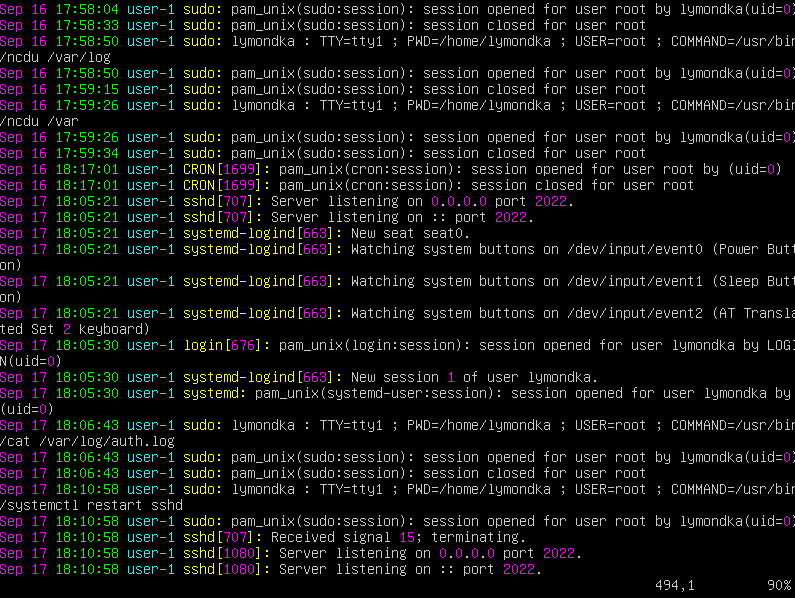 Sep 16 17:58:04 user-1 sudo: pam_unix(sudo:session): session opened for user root by lymondka(uid=0)
Sep 16 17:58:33 user-1 sudo: pam_unix(sudo:session): session closed for user root
Sep 16 17:58:50 user-1 sudo: lymondka : TTY=tty1 ; PWD=/home/lymondka ; USER=root ; COMMAND=/usr/bin
/ncdu /var/log
Sep 16 17:58:50 user-1 sudo: pam_unix(sudo:session): session opened for user root by lymondka(uid=0)
Sep 16 17:59:15 user-1 sudo: pam_unix(sudo:session): session closed for user root
Sep 16 17:59:26 user-1 sudo: lymondka : TTY=tty1 ; PWD=/home/lymondka ; USER=root ; COMMAND=/usr/bin
/ncdu /var
Sep 16 17:59:26 user-1 sudo: pam_unix(sudo:session): session opened for user root by lymondka(uid=0)
Sep 16 17:59:34 user-1 sudo: pam_unix(sudo:session): session closed for user root
Sep 16 18:17:01 user-1 CRON[1699]: pam_unix(cron:session): session opened for user root by (uid=0)
Sep 16 18:17:01 user-1 CRON[1699]: pam_unix(cron:session): session closed for user root
Sep 17 18:05:21 user-1 sshd[707]: Server listening on 0.0.0.0 port 2022.
Sep 17 18:05:21 user-1 sshd[707]: Server listening on :: port 2022.
Sep 17 18:05:21 user-1 systemd-logind[663]: New seat seat0.
Sep 17 18:05:21 user-1 systemd-logind[663]: Watching system buttons on /dev/input/event0 (Power Butt
on)
Sep 17 18:05:21 user-1 systemd-logind[663]: Watching system buttons on /dev/input/event1 (Sleep Butt
on)
Sep 17 18:05:21 user-1 systemd-logind[663]: Watching system buttons on /dev/input/event2 (AT Transla
ted Set 2 keyboard)
Sep 17 18:05:30 user-1 login[676]: pam_unix(login:session): session opened for user lymondka by LOGI
N(uid=0)
Sep 17 18:05:30 user-1 systemd-logind[663]: New session 1 of user lymondka.
Sep 17 18:05:30 user-1 systemd: pam_unix(systemd-user:session): session opened for user lymondka by
(uid=0)
Sep 17 18:06:43 user-1 sudo: lymondka : TTY=tty1 ; PWD=/home/lymondka ; USER=root ; COMMAND=/usr/bin
/cat /var/log/auth.log
Sep 17 18:06:43 user-1 sudo: pam_unix(sudo:session): session opened for user root by lymondka(uid=0)
Sep 17 18:06:43 user-1 sudo: pam_unix(sudo:session): session closed for user root
Sep 17 18:10:58 user-1 sudo: lymondka : TTY=tty1 ; PWD=/home/lymondka ; USER=root ; COMMAND=/usr/bin
/systemctl restart sshd
Sep 17 18:10:58 user-1 sudo: pam_unix(sudo:session): session opened for user root by lymondka(uid=0)
Sep 17 18:10:58 user-1 sshd[707]: Received signal 15; terminating.
Sep 17 18:10:58 user-1 sshd[1080]: Server listening on 0.0.0.0 port 2022.
Sep 17 18:10:58 user-1 sshd[1080]: Server listening on :: port 2022.
494,1 90%